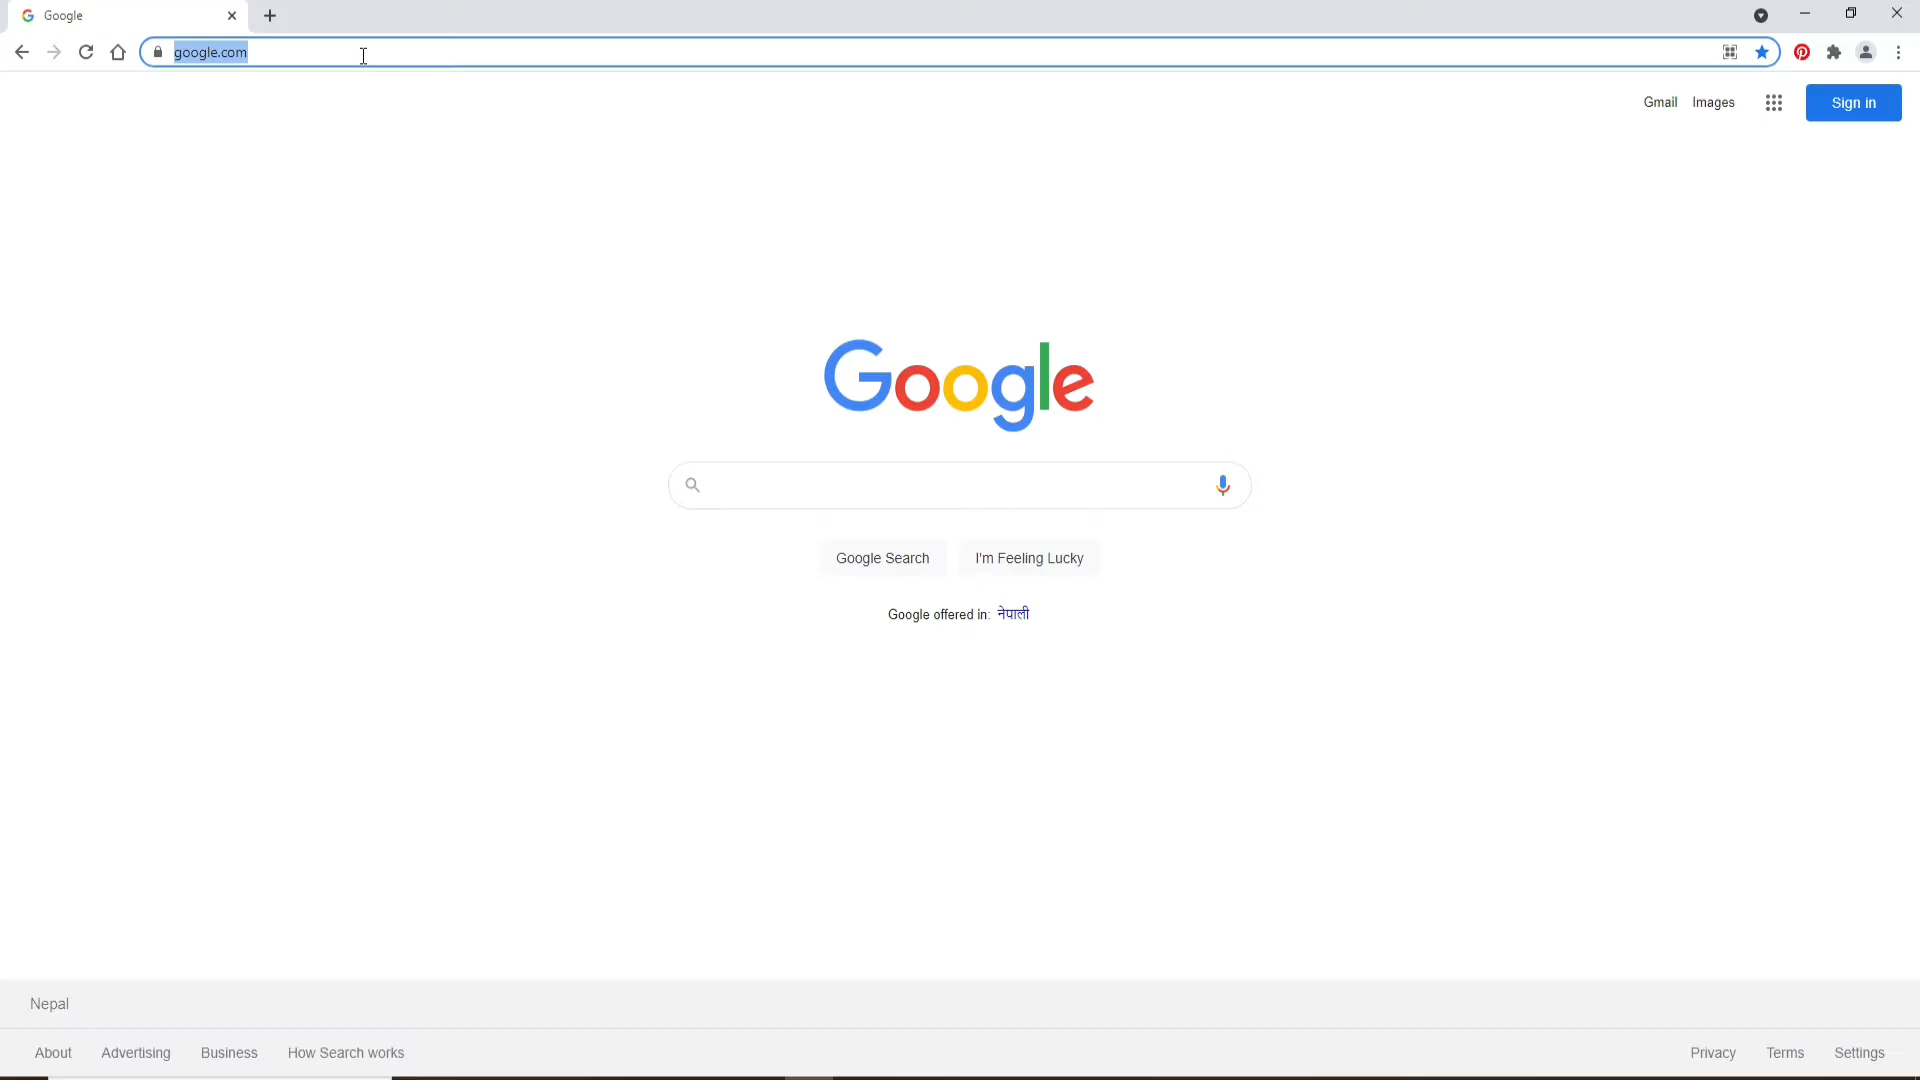 Google
google.com
Gmail Images Sign in
Google
Google Search I'm Feeling Lucky
Google offered in: नेपाली
Nepal
About Advertising Business How Search works Privacy Terms Settings